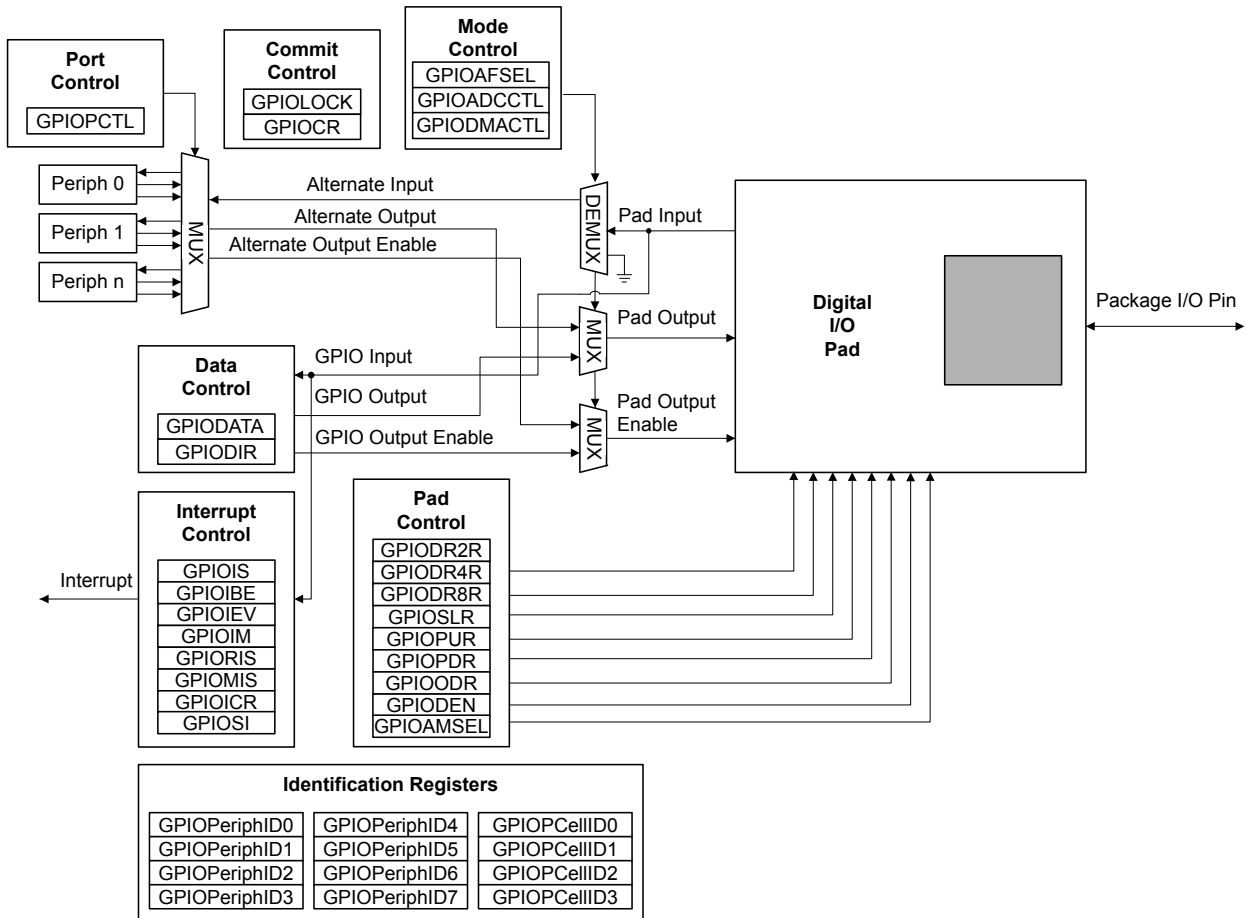 Port
Control
GPIOPCTL
Commit
Control
GPIOLOCK
GPIOCR
Mode
Control
GPIOAFSEL
GPIOADCCTL
GPIODMACTL
Periph 0
Periph 1
Periph n
MUX
Alternate Input
Alternate Output
Alternate Output Enable
DEMUX
Pad Input
MUX
Pad Output
MUX
Pad Output
Enable
Digital
I/O
Pad
Package I/O Pin
Data
Control
GPIODATA
GPIODIR
GPIO Input
GPIO Output
GPIO Output Enable
Interrupt
Interrupt
Control
GPIOIS
GPIOIBE
GPIOIEV
GPIOIM
GPIORIS
GPIOMIS
GPIOICR
GPIOSI
Pad
Control
GPIODR2R
GPIODR4R
GPIODR8R
GPIOSLR
GPIOPUR
GPIOPDR
GPIOODR
GPIODEN
GPIOAMSEL
Identification Registers
GPIOPeriphID0
GPIOPeriphID1
GPIOPeriphID2
GPIOPeriphID3
GPIOPeriphID4
GPIOPeriphID5
GPIOPeriphID6
GPIOPeriphID7
GPIOPCellID0
GPIOPCellID1
GPIOPCellID2
GPIOPCellID3